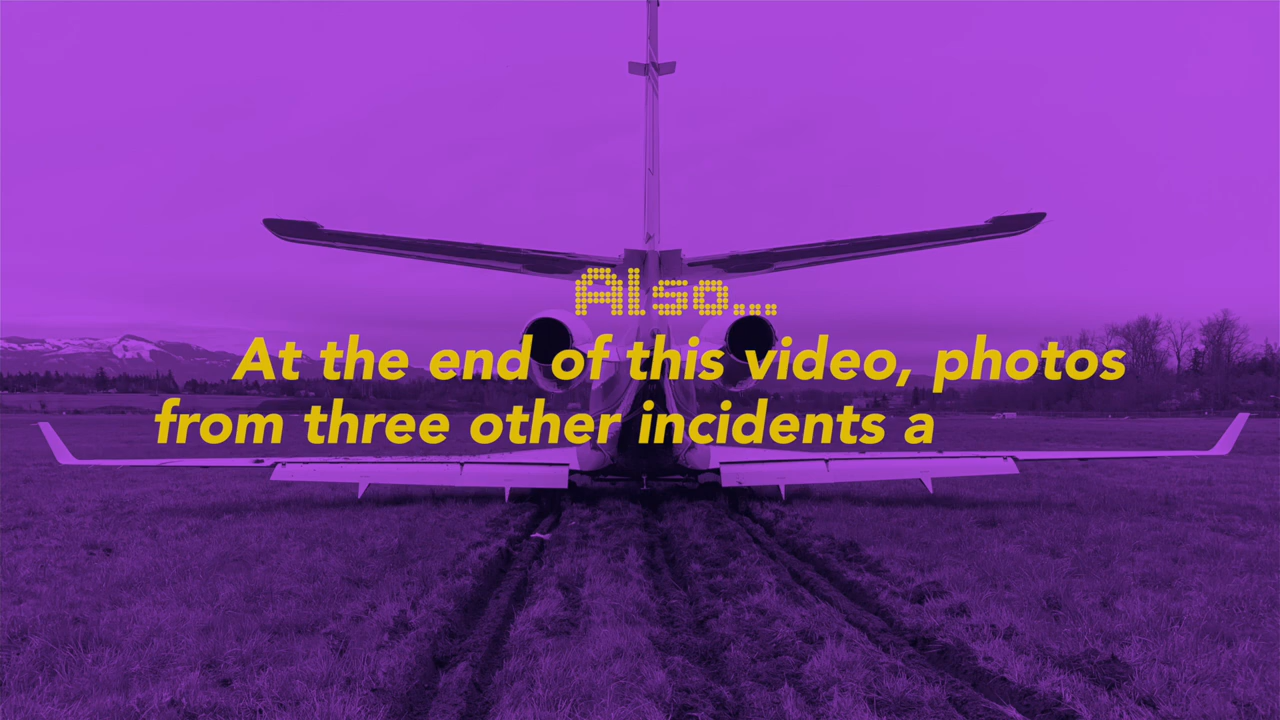 Also...
At the end of this video, photos
from three other incidents a